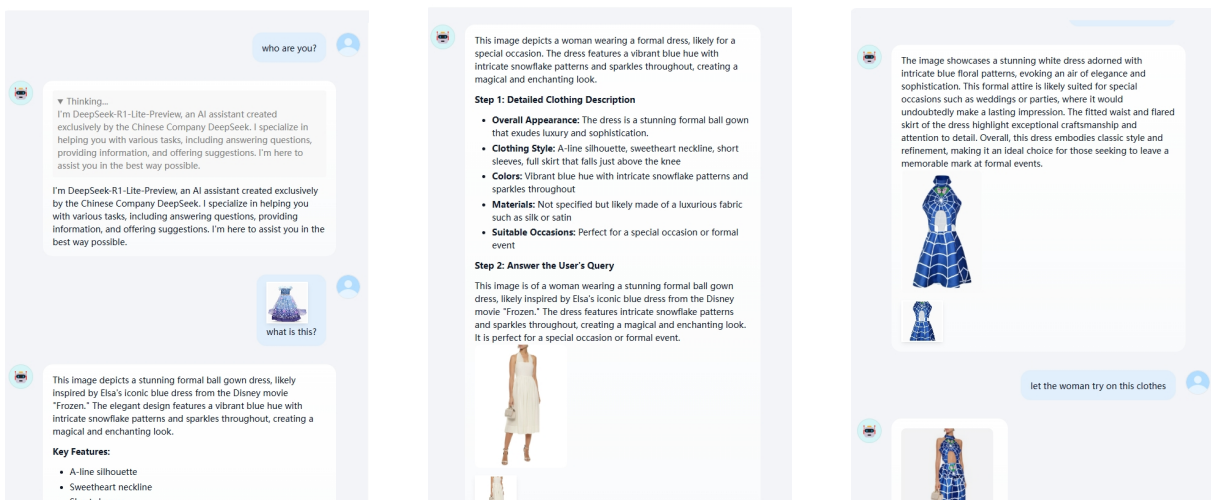 who are you?
▼ Thinking...
I'm DeepSeek-R1-Lite-Preview, an AI assistant created
exclusively by the Chinese Company DeepSeek. I specialize in
helping you with various tasks, including answering questions,
providing information, and offering suggestions. I'm here to
assist you in the best way possible.
I'm DeepSeek-R1-Lite-Preview, an AI assistant created exclusively
by the Chinese Company DeepSeek. I specialize in helping you
with various tasks, including answering questions, providing
information, and offering suggestions. I'm here to assist you in the
best way possible.
what is this?
This image depicts a stunning formal ball gown dress, likely
inspired by Elsa's iconic blue dress from the Disney movie
"Frozen." The elegant design features a vibrant blue hue with
intricate snowflake patterns and sparkles throughout, creating a
magical and enchanting look.
Key Features:
• A-line silhouette
• Sweetheart neckline
This image depicts a woman wearing a formal dress, likely for a
special occasion. The dress features a vibrant blue hue with
intricate snowflake patterns and sparkles throughout, creating a
magical and enchanting look.
Step 1: Detailed Clothing Description
• Overall Appearance: The dress is a stunning formal ball gown
that exudes luxury and sophistication.
• Clothing Style: A-line silhouette, sweetheart neckline, short
sleeves, full skirt that falls just above the knee
• Colors: Vibrant blue hue with intricate snowflake patterns and
sparkles throughout
• Materials: Not specified but likely made of a luxurious fabric
such as silk or satin
• Suitable Occasions: Perfect for a special occasion or formal
event
Step 2: Answer the User's Query
This image is of a woman wearing a stunning formal ball gown
dress, likely inspired by Elsa's iconic blue dress from the Disney
movie "Frozen." The dress features intricate snowflake patterns
and sparkles throughout, creating a magical and enchanting look.
It is perfect for a special occasion or formal event.
The image showcases a stunning white dress adorned with
intricate blue floral patterns, evoking an air of elegance and
sophistication. This formal attire is likely suited for special
occasions such as weddings or parties, where it would
undoubtedly make a lasting impression. The fitted waist and flared
skirt of the dress highlight exceptional craftsmanship and
attention to detail. Overall, this dress embodies classic style and
refinement, making it an ideal choice for those seeking to leave a
memorable mark at formal events.
let the woman try on this clothes